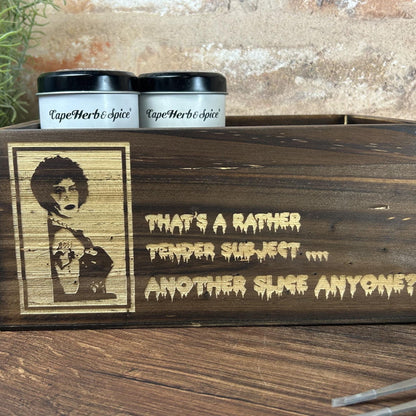 CapeHerb&Spice®
CapeHerb&Spice®
THAT'S A RATHER
TENDER SUBJECT ....
ANOTHER SLICE ANYONE?